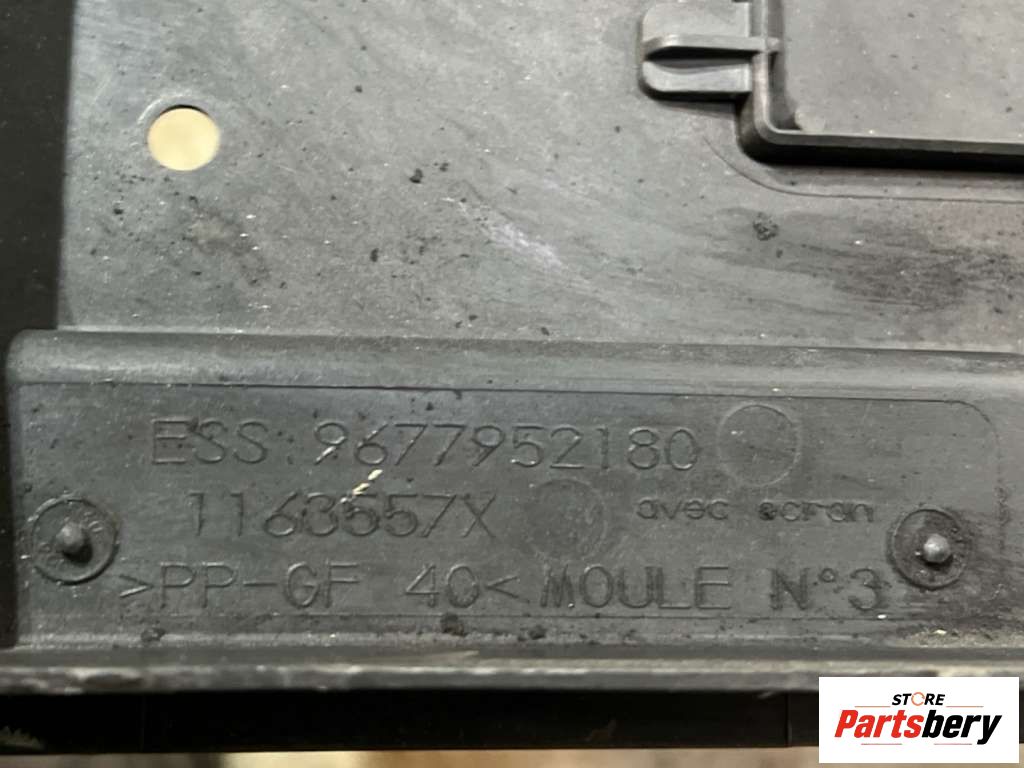 ESS: 9677952180
1163557X avec ecran
>PP-GF 40< MOULE N°3
STORE
Partsbery